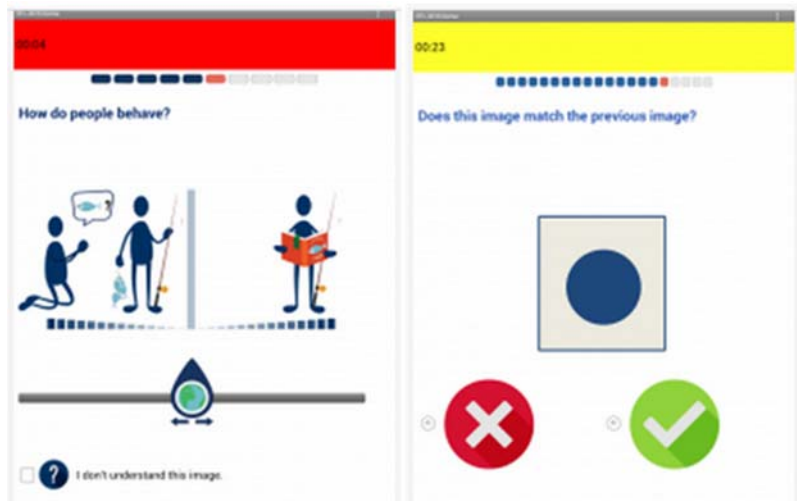 00:04
How do people behave?
?
I don't understand this image.
00:23
Does this image match the previous image?